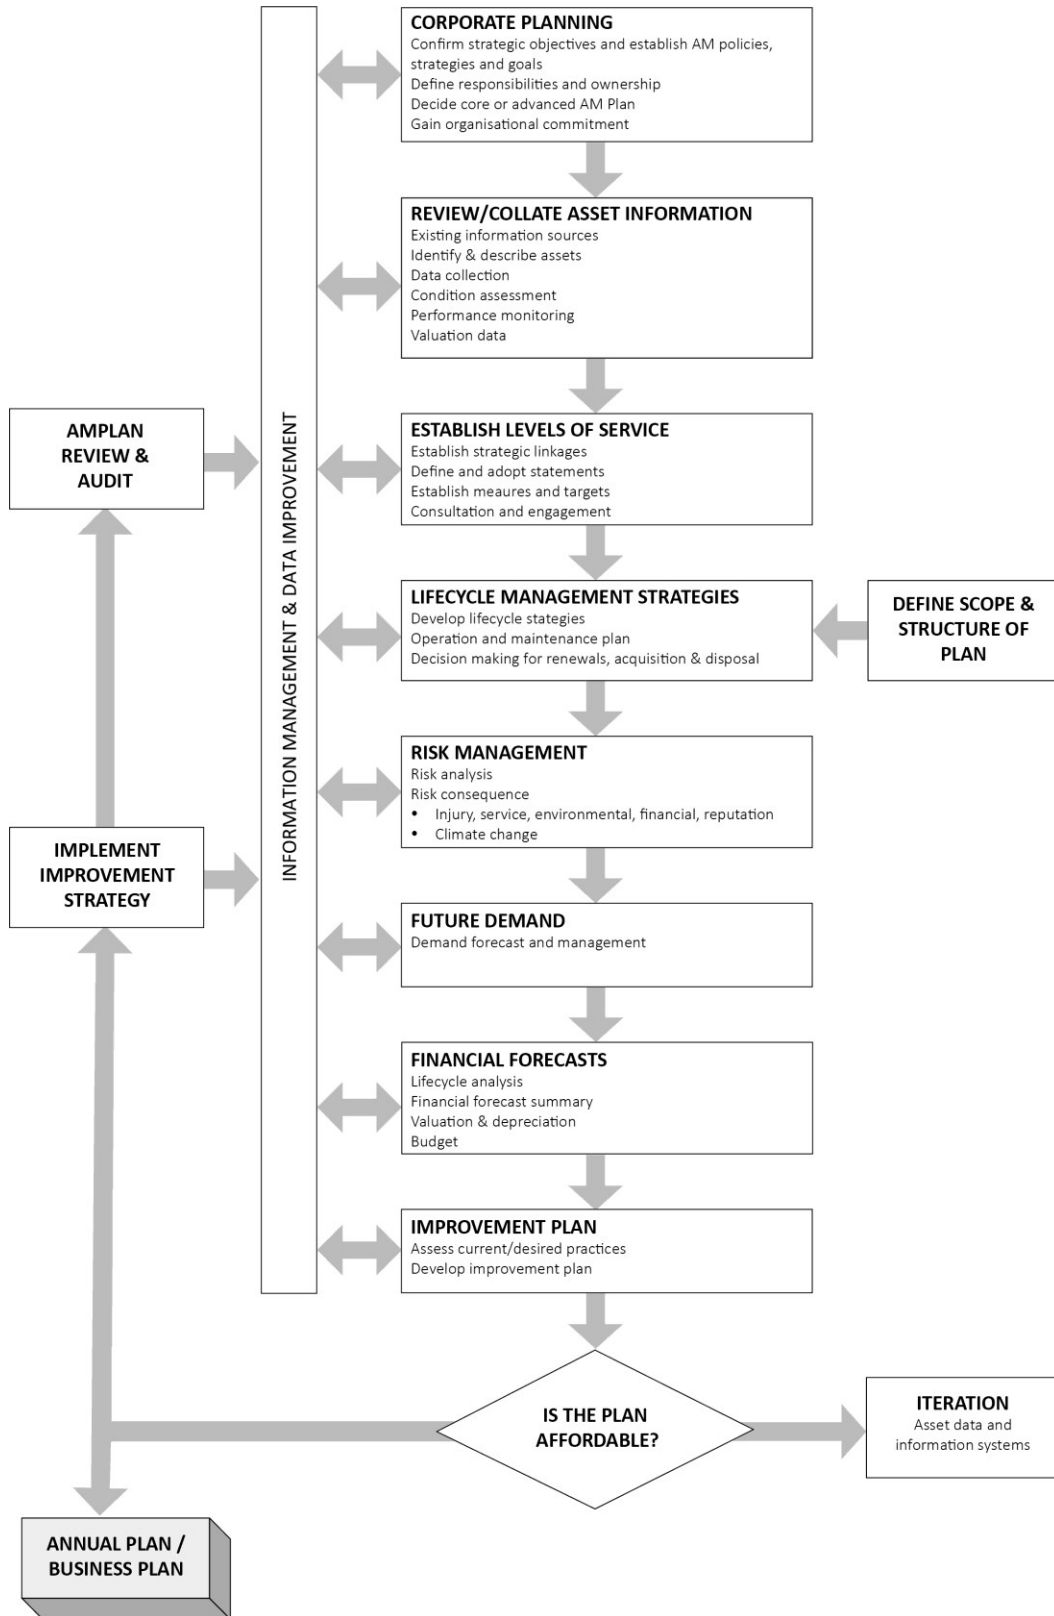 CORPORATE PLANNING
Confirm strategic objectives and establish AM policies,
strategies and goals
Define responsibilities and ownership
Decide core or advanced AM Plan
Gain organisational commitment
REVIEW/COLLATE ASSET INFORMATION
Existing information sources
Identify & describe assets
Data collection
Condition assessment
Performance monitoring
Valuation data
AMPLAN
REVIEW &
AUDIT
INFORMATION MANAGEMENT & DATA IMPROVEMENT
ESTABLISH LEVELS OF SERVICE
Establish strategic linkages
Define and adopt statements
Establish meaures and targets
Consultation and engagement
LIFECYCLE MANAGEMENT STRATEGIES
Develop lifecycle stategies
Operation and maintenance plan
Decision making for renewals, acquisition & disposal
DEFINE SCOPE &
STRUCTURE OF
PLAN
RISK MANAGEMENT
Risk analysis
Risk consequence
• Injury, service, environmental, financial, reputation
• Climate change
IMPLEMENT
IMPROVEMENT
STRATEGY
FUTURE DEMAND
Demand forecast and management
FINANCIAL FORECASTS
Lifecycle analysis
Financial forecast summary
Valuation & depreciation
Budget
IMPROVEMENT PLAN
Assess current/desired practices
Develop improvement plan
IS THE PLAN
AFFORDABLE?
ITERATION
Asset data and
information systems
ANNUAL PLAN /
BUSINESS PLAN